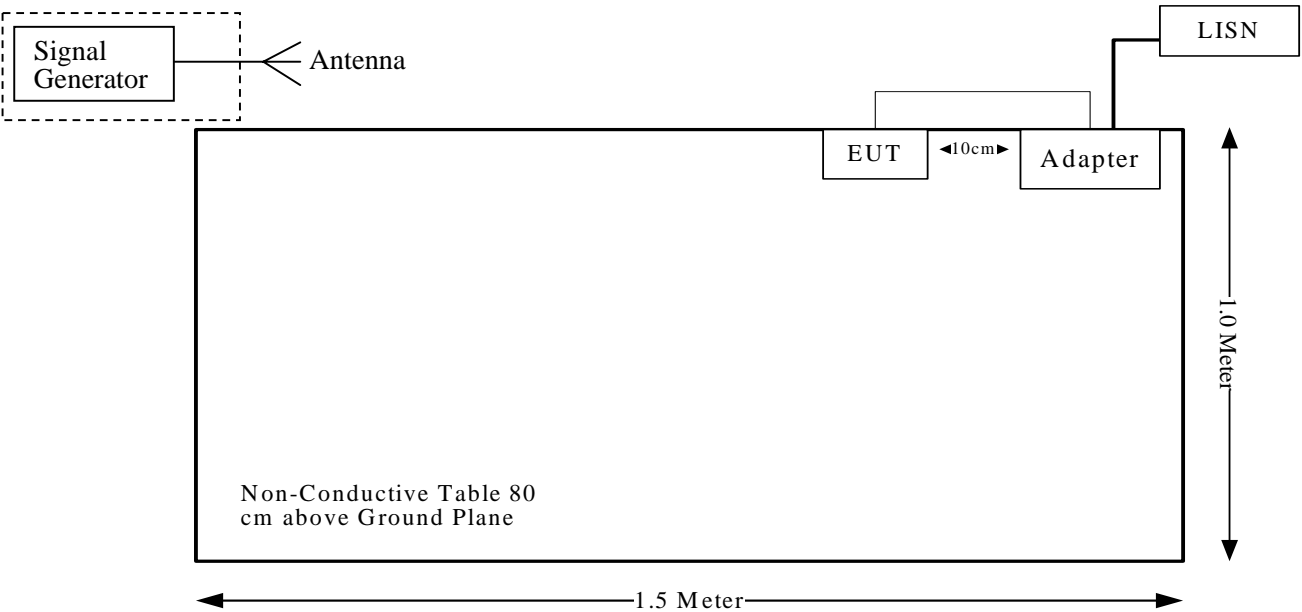 LISN
Signal
Generator
Antenna
EUT
10cm
Adapter
1.0 Meter
Non-Conductive Table 80
cm above Ground Plane
1.5 Meter